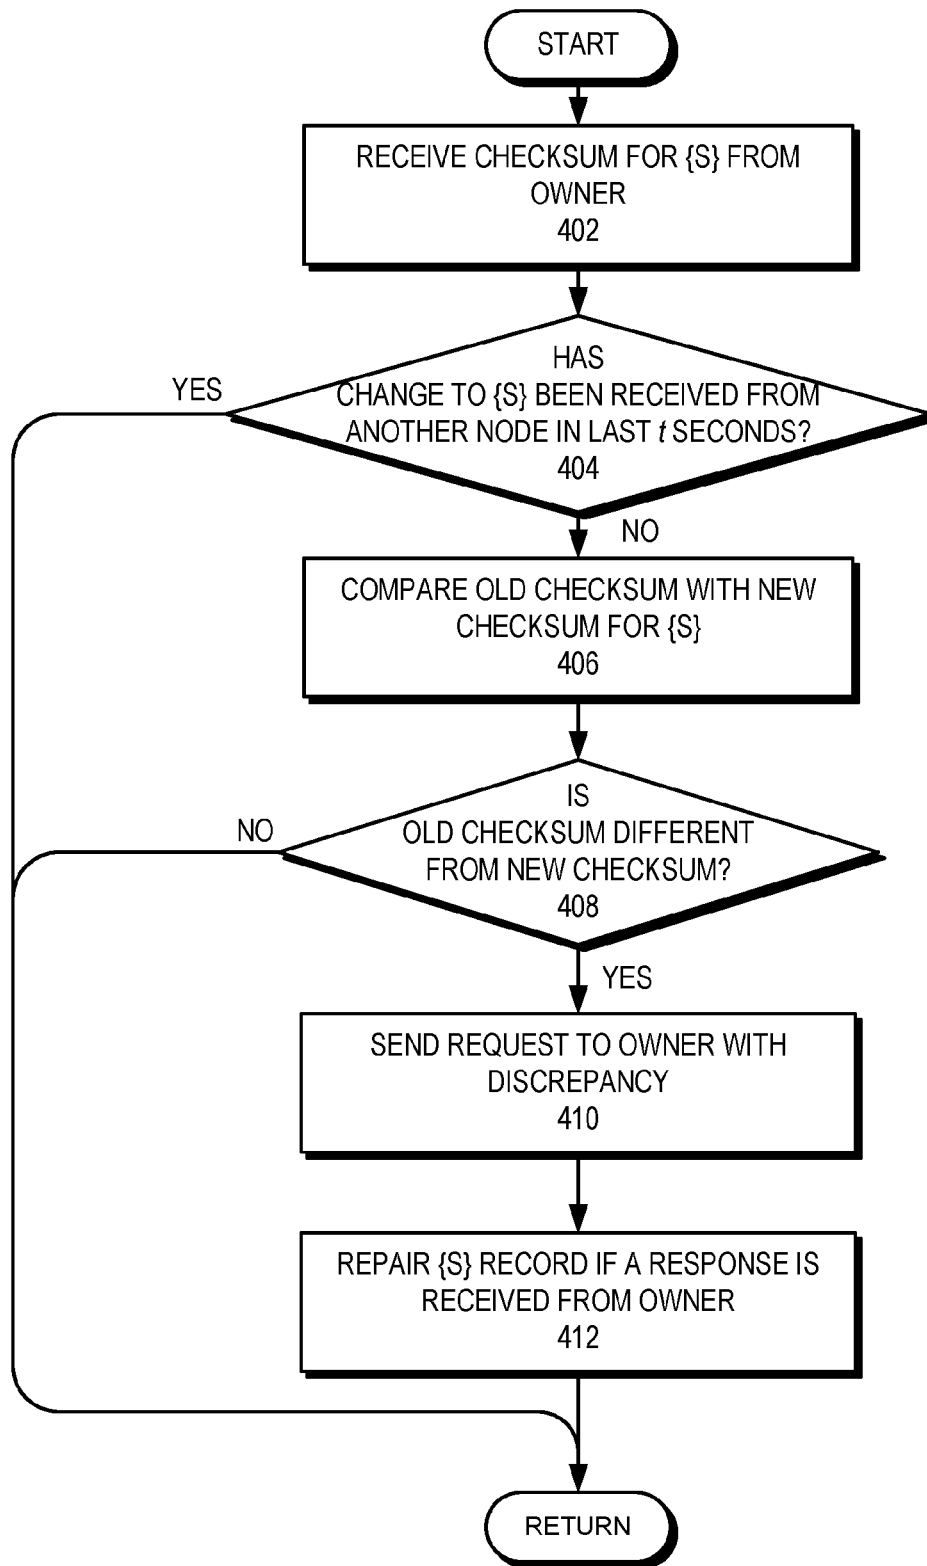 START
RECEIVE CHECKSUM FOR {S} FROM
OWNER
402
HAS
CHANGE TO {S} BEEN RECEIVED FROM
ANOTHER NODE IN LAST t SECONDS?
404
YES
NO
COMPARE OLD CHECKSUM WITH NEW
CHECKSUM FOR {S}
406
IS
OLD CHECKSUM DIFFERENT
FROM NEW CHECKSUM?
408
NO
YES
SEND REQUEST TO OWNER WITH
DISCREPANCY
410
REPAIR {S} RECORD IF A RESPONSE IS
RECEIVED FROM OWNER
412
RETURN